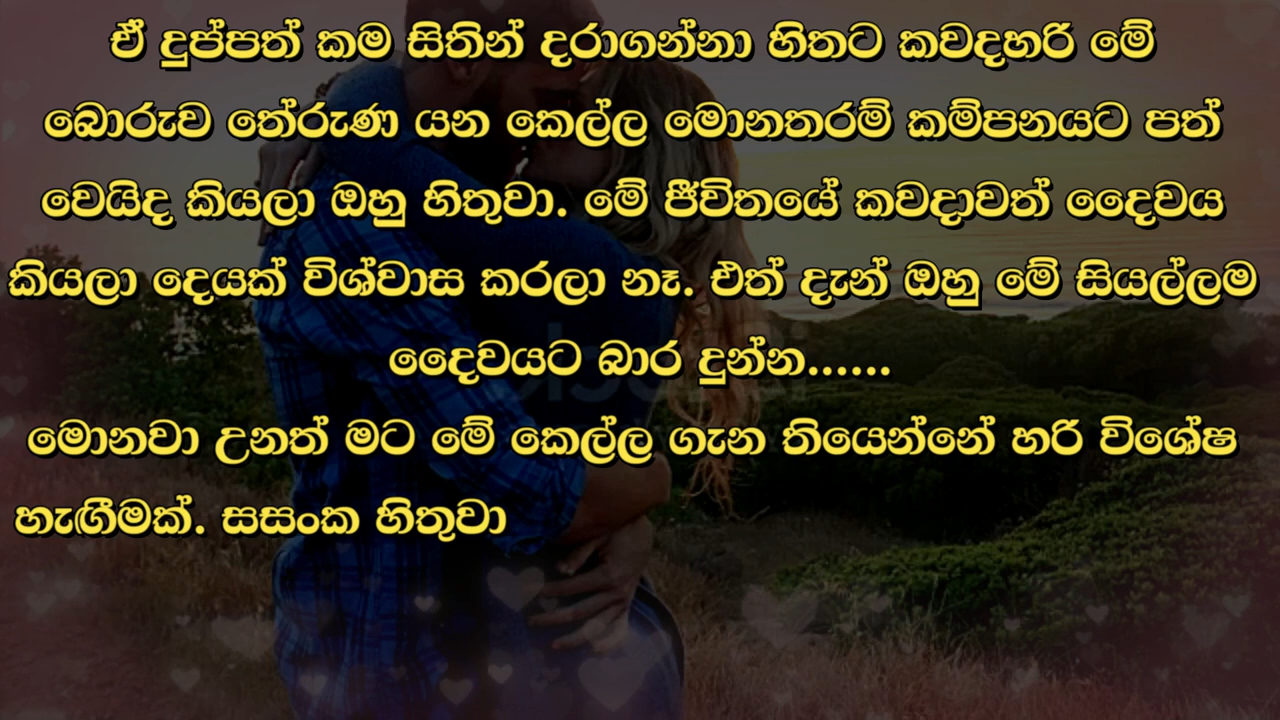 ඒ දුප්පත් කම සිතින් දරාගන්නා හිතට කවදහරි මේ
බොරුව තේරුණ යන කෙල්ල මොනතරම් කම්පනයට පත්
වෙයිද කියලා ඔහු හිතුවා. මේ ජීවිතයේ කවදාවත් දෛවය
කියලා දෙයක් විශ්වාස කරලා නෑ. එත් දැන් ඔහු මේ සියල්ලම
දෛවයට බාර දුන්න......
මොනවා උනත් මට මේ කෙල්ල ගැන තියෙන්නේ හරි විශේෂ
හැඟීමක්. සසංක හිතුවා